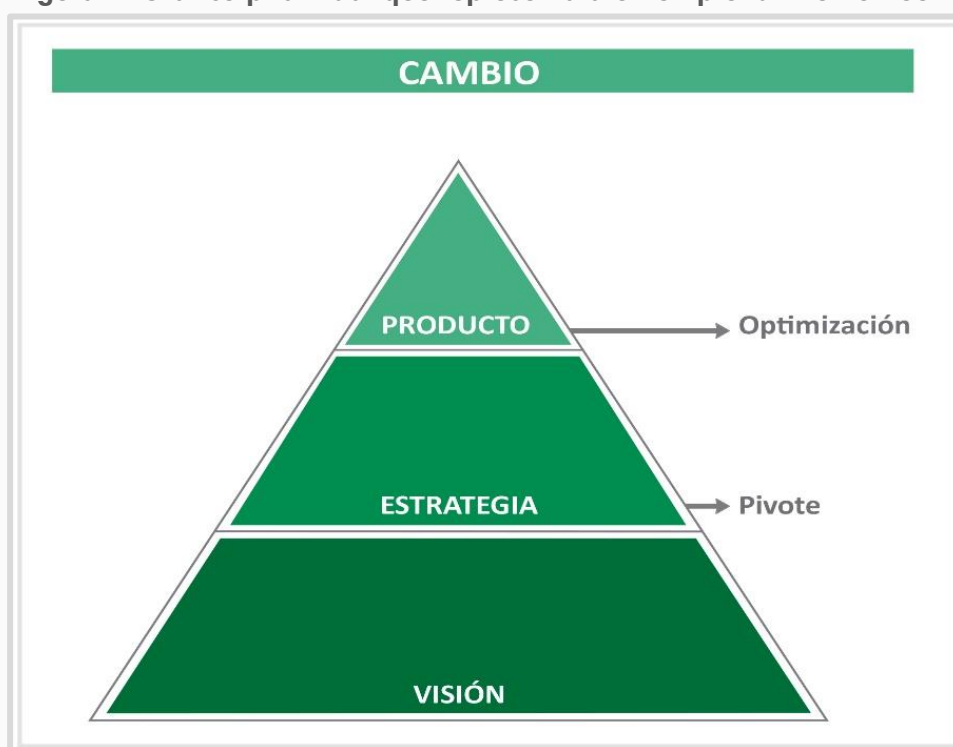 CAMBIO
PRODUCTO
Optimización
ESTRATEGIA
Pivote
VISIÓN